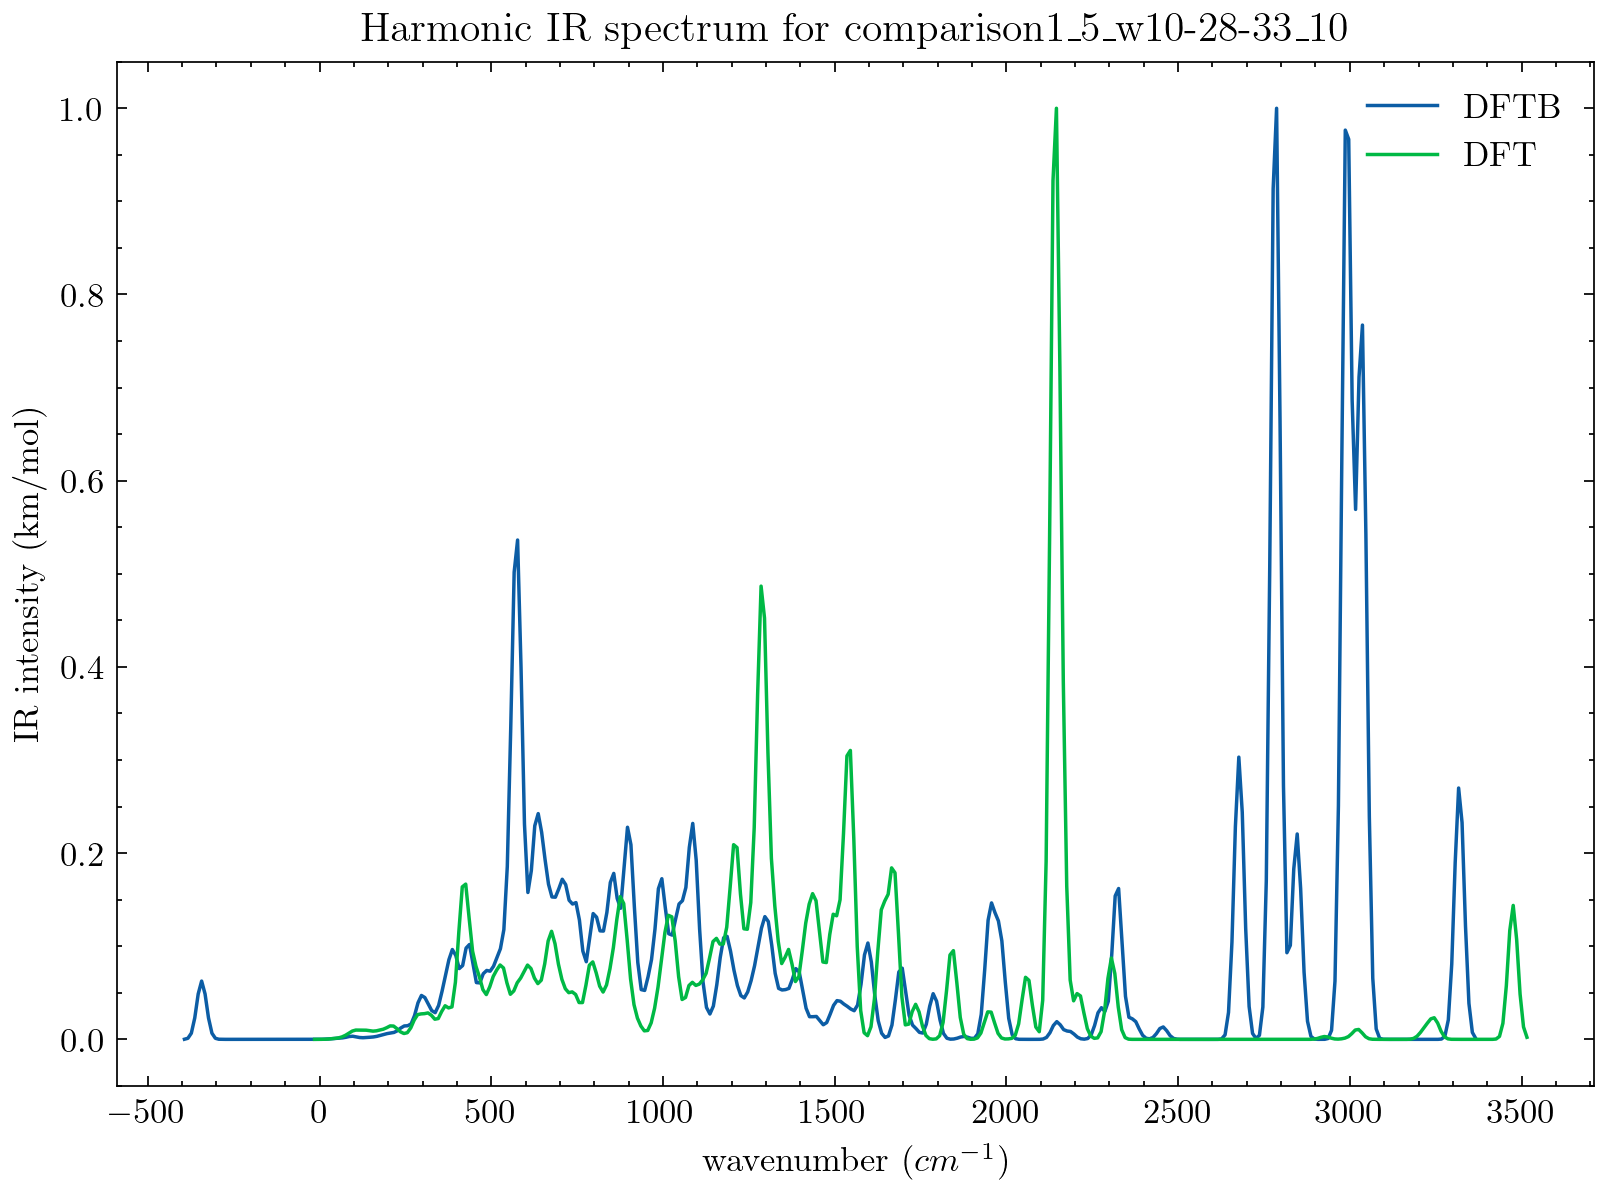 Harmonic IR spectrum for comparison1_5_w10-28-33_10
DFTB
DFT
1.0
0.8
0.6
0.4
0.2
0.0
IR intensity (km/mol)
−500 0 500 1000 1500 2000 2500 3000 3500
wavenumber (cm⁻¹)